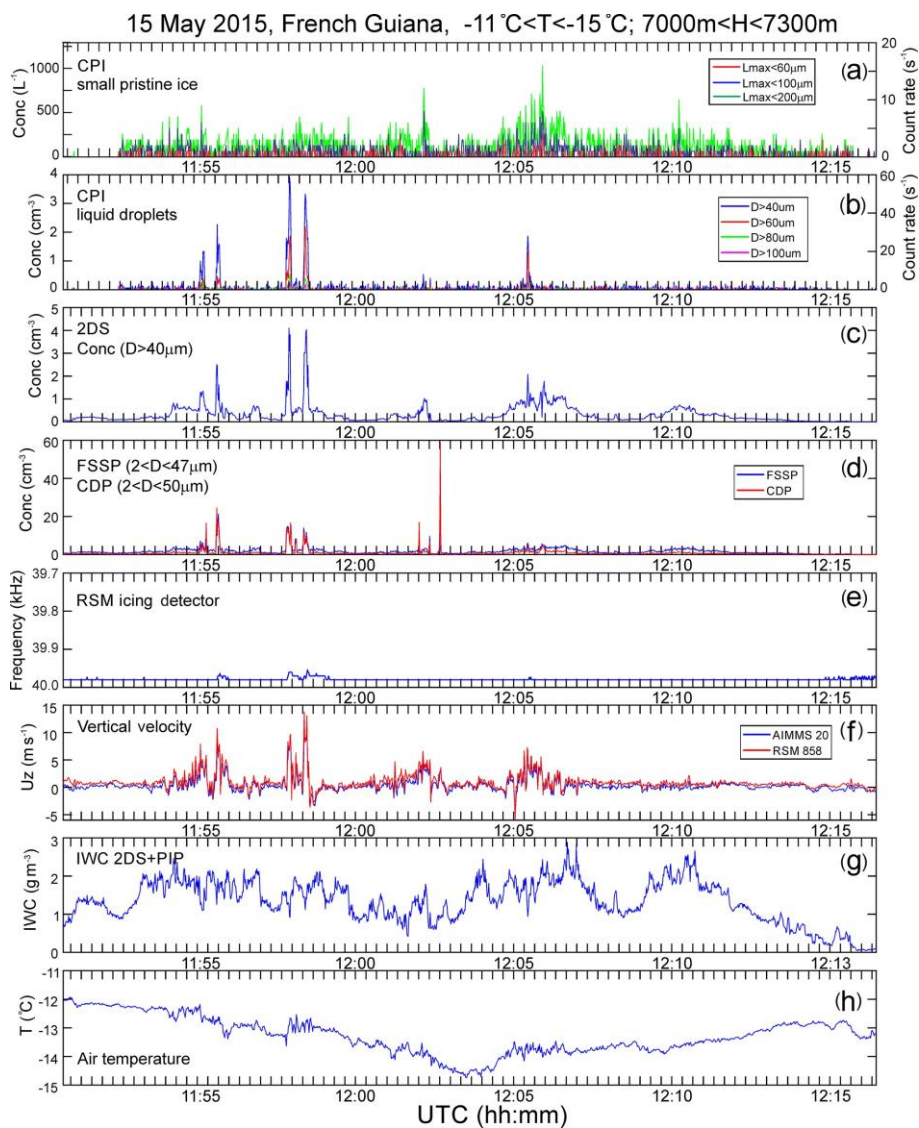 15 May 2015, French Guiana, -11°C<T<-15°C; 7000m<H<7300m
CPI
small pristine ice
(a)
Lmax<60μm
Lmax<100μm
Lmax<200μm
Conc (L⁻¹)
1000
500
0
Count rate (s⁻¹)
20
10
0
11:55 12:00 12:05 12:10 12:15
CPI
liquid droplets
(b)
D>40um
D>60um
D>80um
D>100um
Conc (cm⁻³)
4
3
2
1
0
Count rate (s⁻¹)
60
40
20
0
11:55 12:00 12:05 12:10 12:15
2DS
Conc (D>40μm)
(c)
Conc (cm⁻³)
5
4
3
2
1
0
11:55 12:00 12:05 12:10 12:15
FSSP (2<D<47μm)
CDP (2<D<50μm)
(d)
FSSP
CDP
Conc (cm⁻³)
60
40
20
0
11:55 12:00 12:05 12:10 12:15
RSM icing detector
(e)
Frequency (kHz)
39.7
39.8
39.9
40.0
11:55 12:00 12:05 12:10 12:15
Vertical velocity
(f)
AIMMS 20
RSM 858
Uz (m s⁻¹)
15
10
5
0
-5
11:55 12:00 12:05 12:10 12:15
IWC 2DS+PIP
(g)
IWC (g m⁻³)
3
2
1
0
11:55 12:00 12:05 12:10 12:13
(h)
Air temperature
T (°C)
-11
-12
-13
-14
-15
11:55 12:00 12:05 12:10 12:15
UTC (hh:mm)